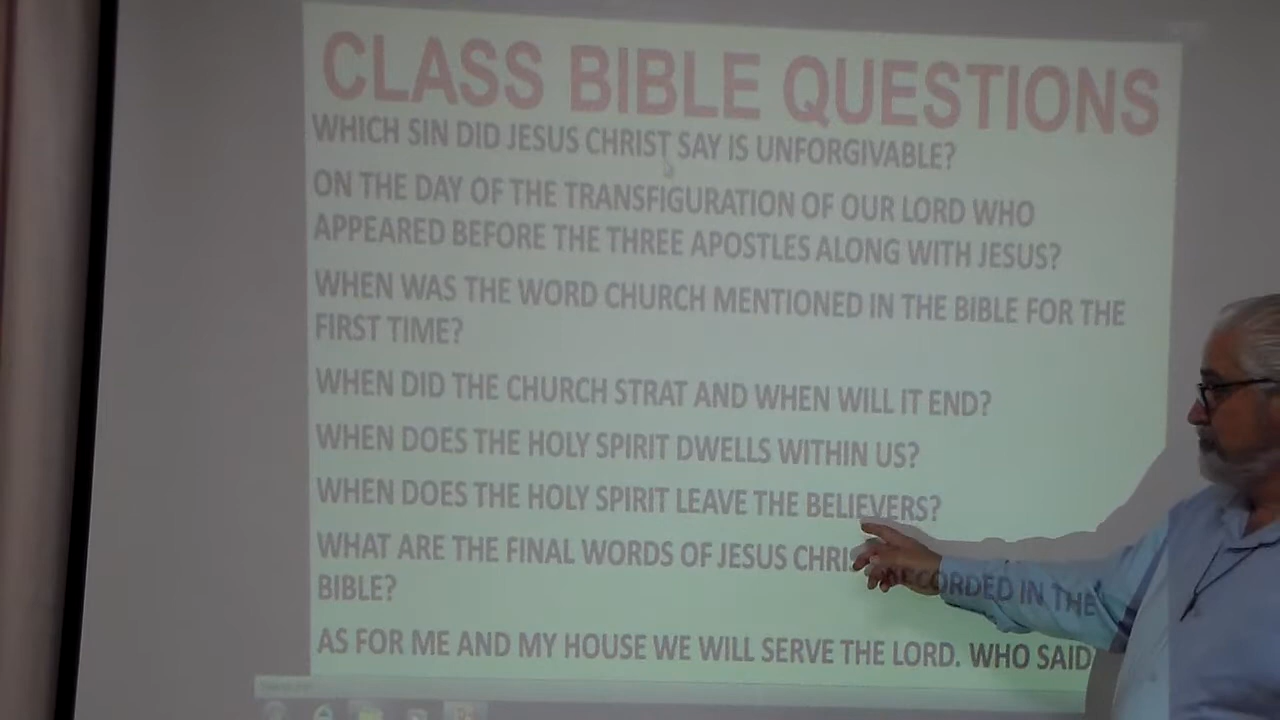 CLASS BIBLE QUESTIONS
WHICH SIN DID JESUS CHRIST SAY IS UNFORGIVABLE?
ON THE DAY OF THE TRANSFIGURATION OF OUR LORD WHO
APPEARED BEFORE THE THREE APOSTLES ALONG WITH JESUS?
WHEN WAS THE WORD CHURCH MENTIONED IN THE BIBLE FOR THE
FIRST TIME?
WHEN DID THE CHURCH STRAT AND WHEN WILL IT END?
WHEN DOES THE HOLY SPIRIT DWELLS WITHIN US?
WHEN DOES THE HOLY SPIRIT LEAVE THE BELIEVERS?
WHAT ARE THE FINAL WORDS OF JESUS CHRIS RECORDED IN THE
BIBLE?
AS FOR ME AND MY HOUSE WE WILL SERVE THE LORD. WHO SAID